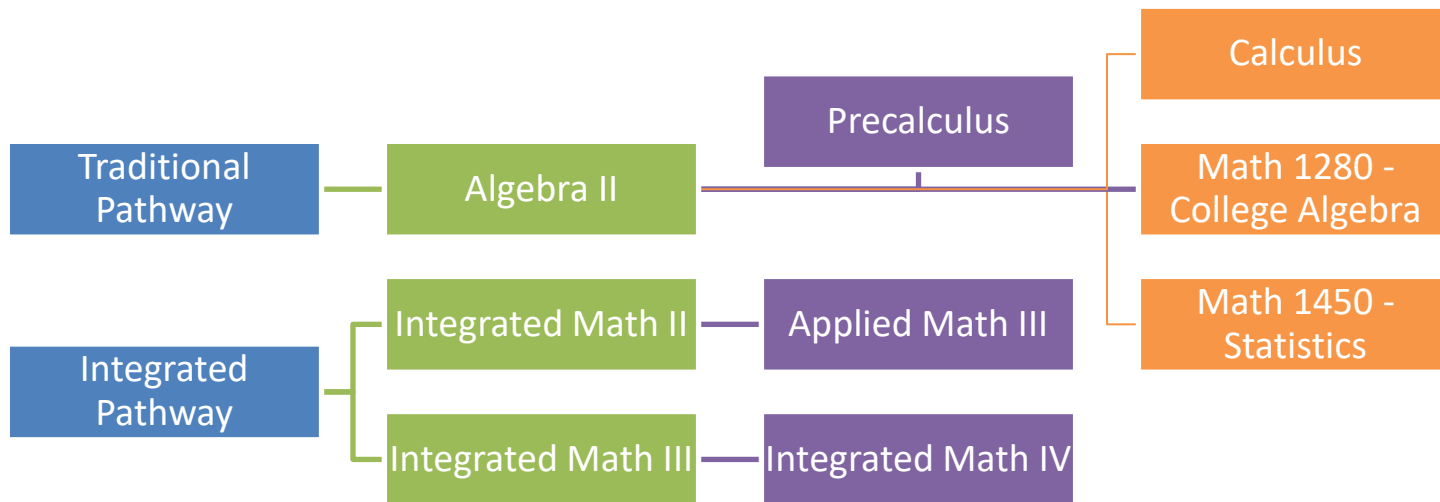 Traditional
Pathway
Algebra II
Precalculus
Calculus
Math 1280 -
College Algebra
Math 1450 -
Statistics
Integrated
Pathway
Integrated Math II
Applied Math III
Integrated Math III
Integrated Math IV